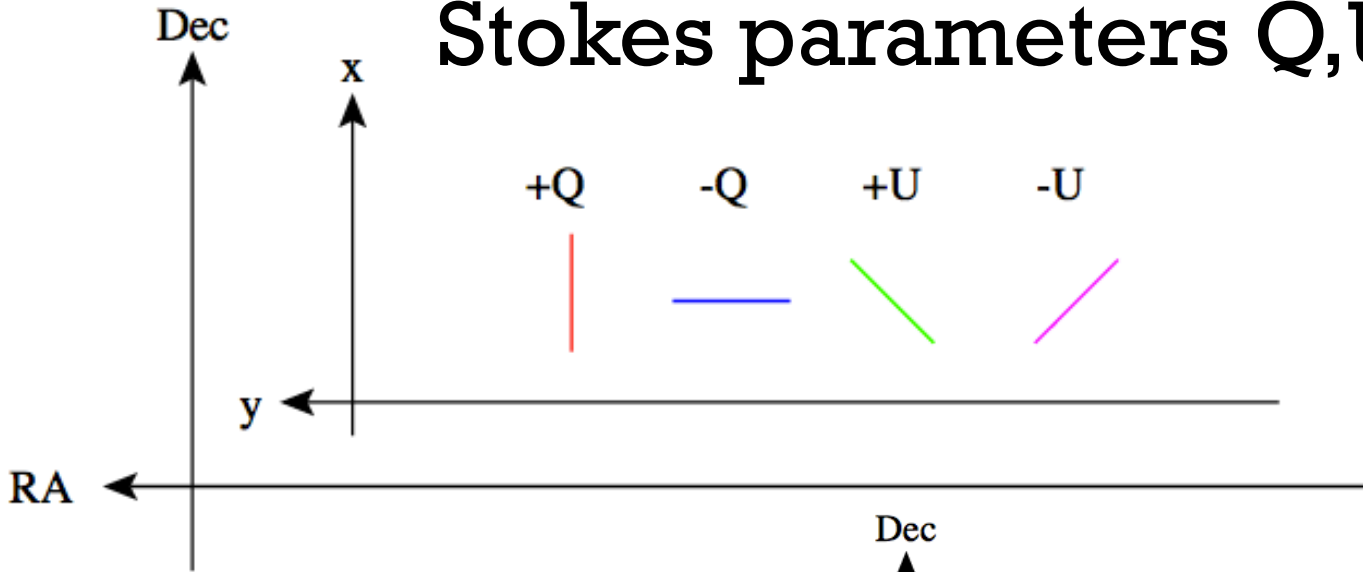 Stokes parameters Q,
Dec
x
+Q -Q +U -U
y
RA
Dec